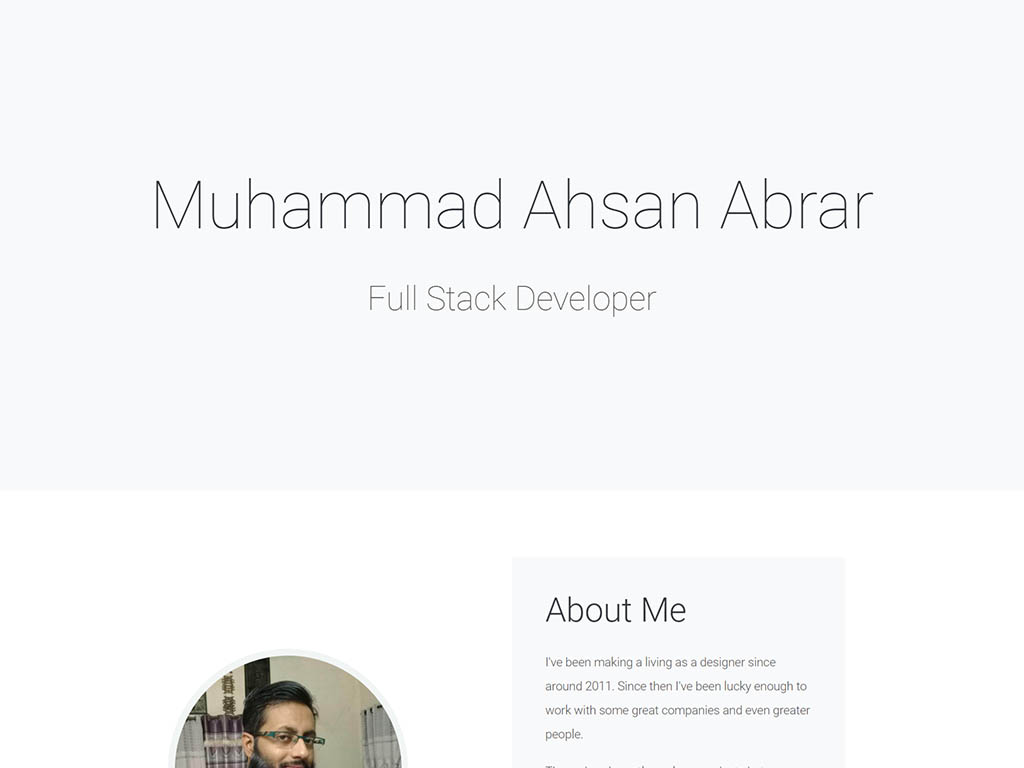 Muhammad Ahsan Abrar
Full Stack Developer
About Me
I've been making a living as a designer since
around 2011. Since then I've been lucky enough to
work with some great companies and even greater
people.